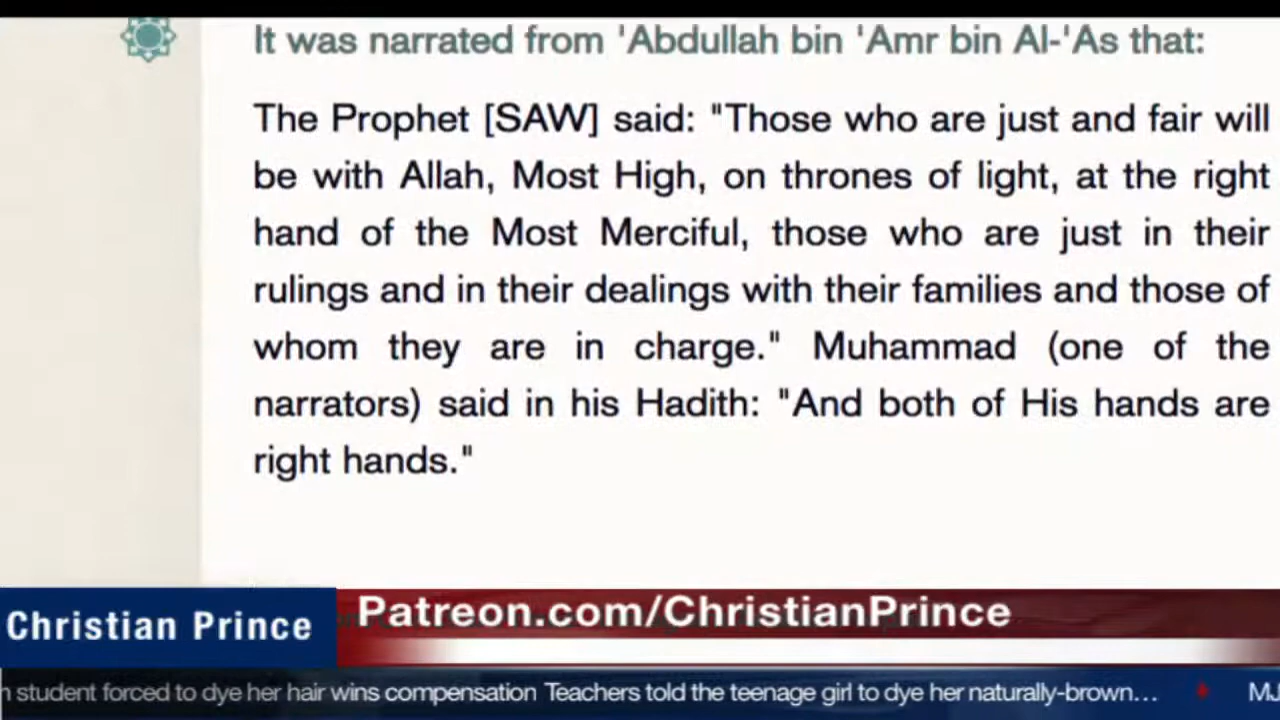 It was narrated from 'Abdullah bin 'Amr bin Al-'As that:
The Prophet [SAW] said: "Those who are just and fair will
be with Allah, Most High, on thrones of light, at the right
hand of the Most Merciful, those who are just in their
rulings and in their dealings with their families and those of
whom they are in charge." Muhammad (one of the
narrators) said in his Hadith: "And both of His hands are
right hands."
Christian Prince
Patreon.com/ChristianPrince
student forced to dye her hair wins compensation Teachers told the teenage girl to dye her naturally-brown…